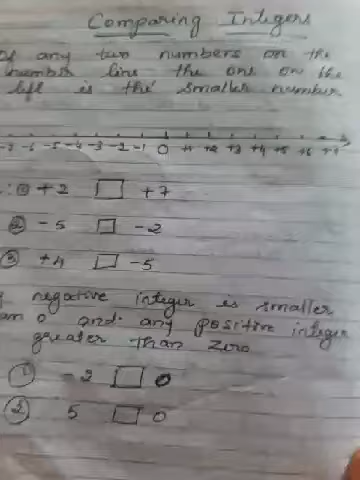 Comparing Integers
Of any two numbers on the
number line the one on the
left is the smaller number
-7 -6 -5 -4 -3 -2 -1 0 +1 +2 +3 +4 +5 +6 +7
① +2 □ +7
② -5 □ -2
③ +4 □ -5
negative integer is smaller
0 and any positive integer
greater than zero
① -2 □ 0
② 5 □ 0